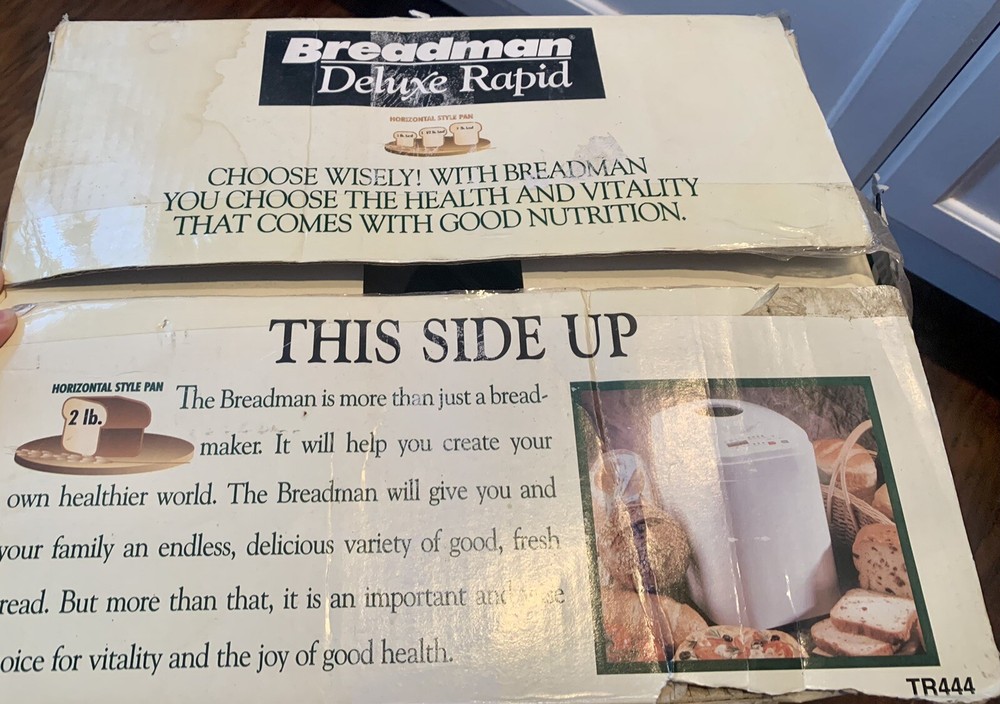 Breadman
Deluxe Rapid
HORIZONTAL STYLE PAN
CHOOSE WISELY! WITH BREADMAN
YOU CHOOSE THE HEALTH AND VITALITY
THAT COMES WITH GOOD NUTRITION.
THIS SIDE UP
HORIZONTAL STYLE PAN
2 lb.
The Breadman is more than just a bread-
maker. It will help you create your
own healthier world. The Breadman will give you and
your family an endless, delicious variety of good, fresh
read. But more than that, it is an important and
oice for vitality and the joy of good health.
TR444